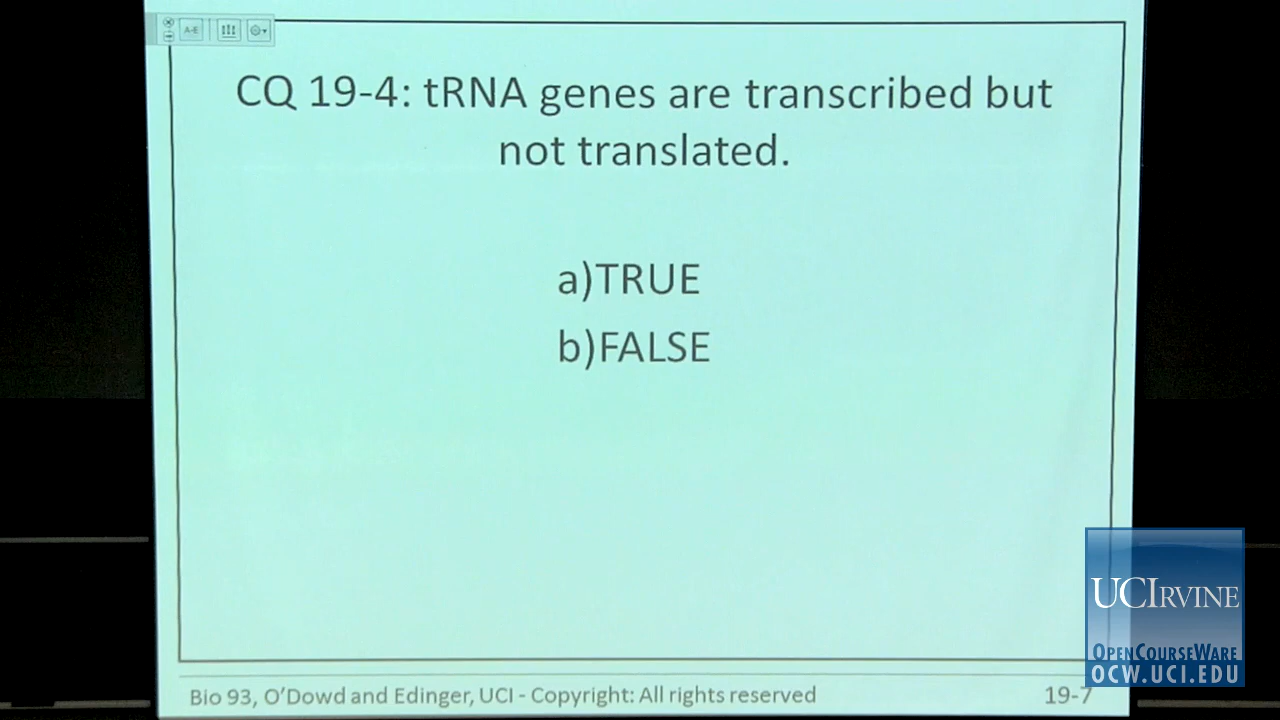 A-E
CQ 19-4: tRNA genes are transcribed but
not translated.
a)TRUE
b)FALSE
UCIRVINE
OPENCOURSEWARE
OCW.UCI.EDU
Bio 93, O'Dowd and Edinger, UCI - Copyright: All rights reserved
19-7